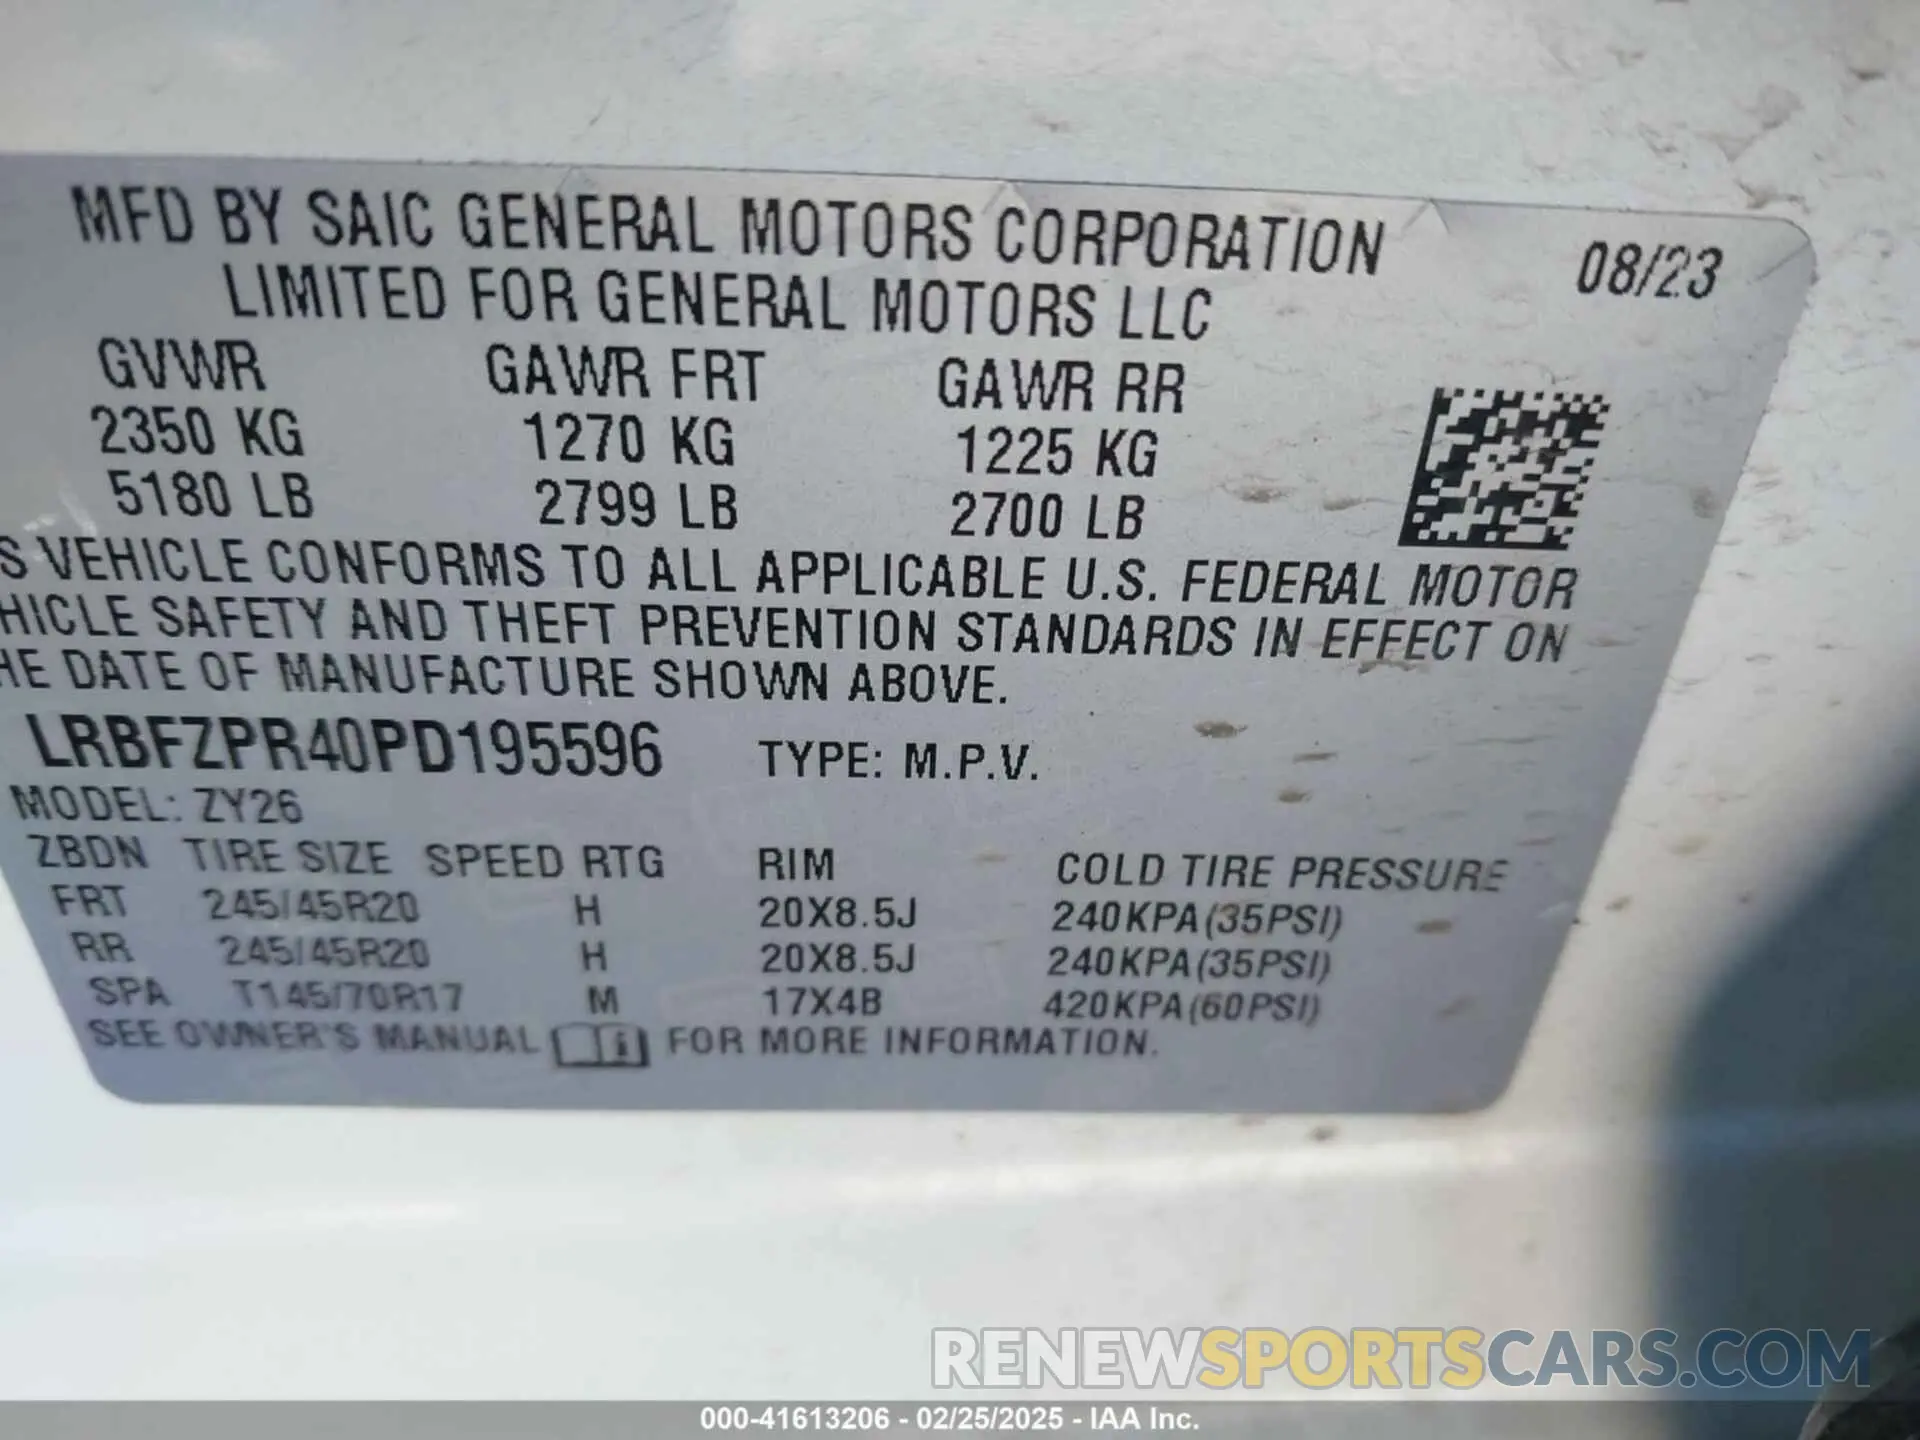 MFD BY SAIC GENERAL MOTORS CORPORATION 08/23
LIMITED FOR GENERAL MOTORS LLC
GVWR GAWR FRT GAWR RR
2350 KG 1270 KG 1225 KG
5180 LB 2799 LB 2700 LB
S VEHICLE CONFORMS TO ALL APPLICABLE U.S. FEDERAL MOTOR
HICLE SAFETY AND THEFT PREVENTION STANDARDS IN EFFECT ON
HE DATE OF MANUFACTURE SHOWN ABOVE.
LRBFZPR40PD195596 TYPE: M.P.V.
MODEL: ZY26
ZBDN TIRE SIZE SPEED RTG RIM COLD TIRE PRESSURE
FRT 245/45R20 H 20X8.5J 240KPA(35PSI)
RR 245/45R20 H 20X8.5J 240KPA(35PSI)
SPA T145/70R17 M 17X4B 420KPA(60PSI)
SEE OWNER'S MANUAL i FOR MORE INFORMATION.
RENEWSPORTSCARS.COM
000-41613206 - 02/25/2025 - IAA Inc.